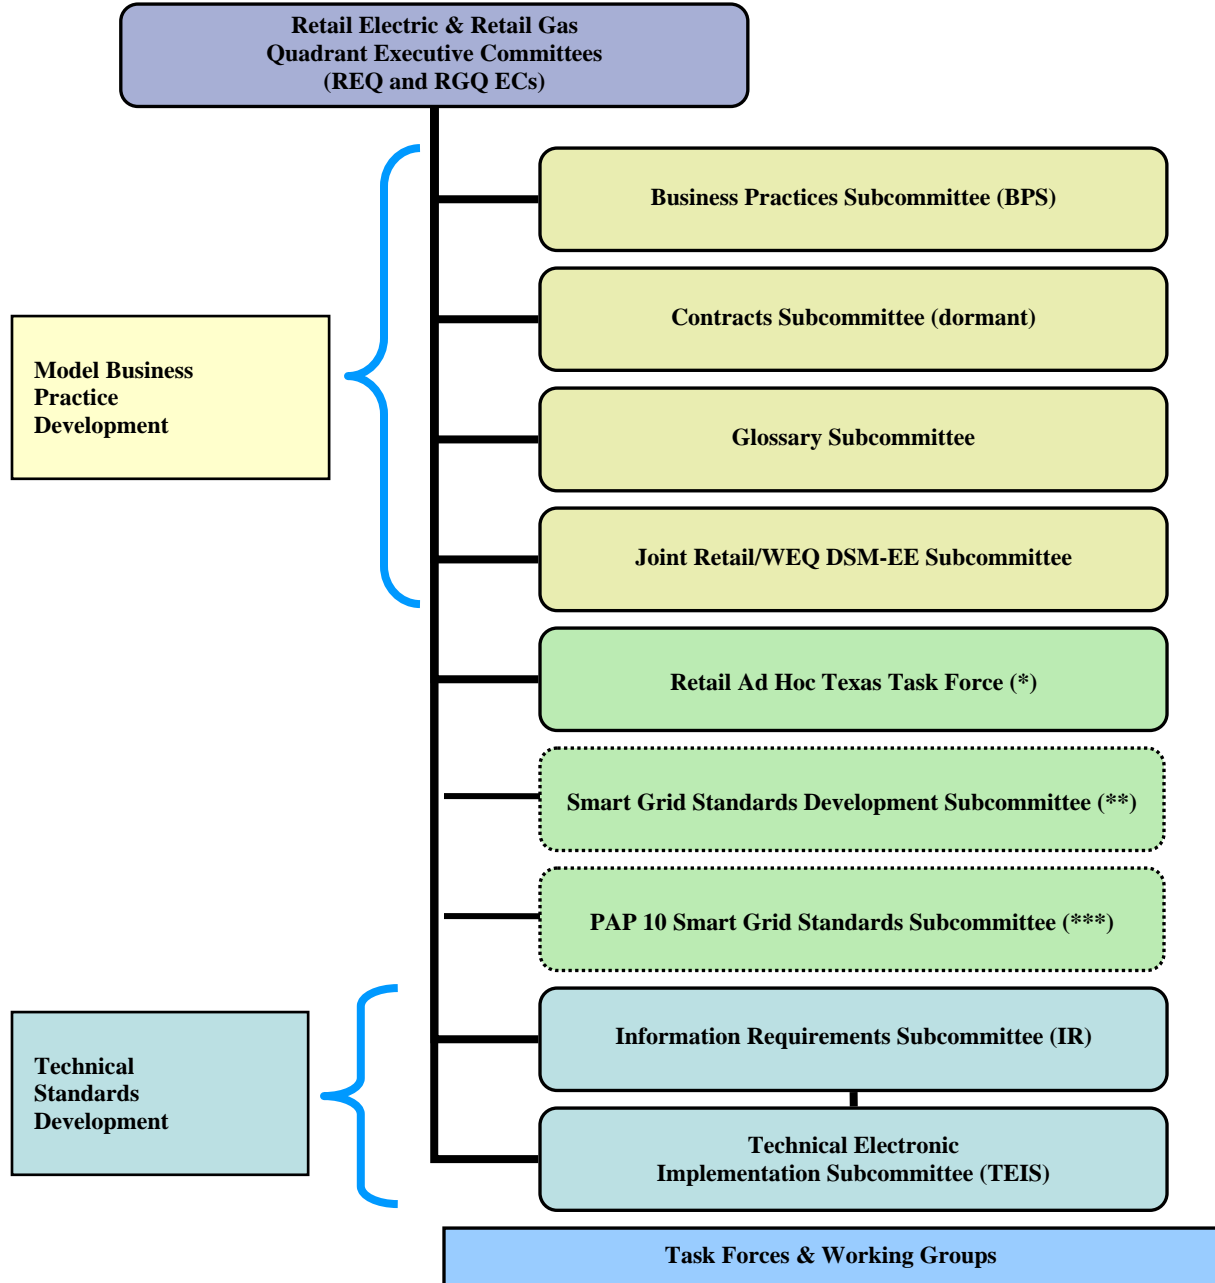 Retail Electric & Retail Gas
Quadrant Executive Committees
(REQ and RGQ ECs)
Business Practices Subcommittee (BPS)
Contracts Subcommittee (dormant)
Model Business
Practice
Development
Glossary Subcommittee
Joint Retail/WEQ DSM-EE Subcommittee
Retail Ad Hoc Texas Task Force (*)
Smart Grid Standards Development Subcommittee (**)
PAP 10 Smart Grid Standards Subcommittee (***)
Information Requirements Subcommittee (IR)
Technical
Standards
Development
Technical Electronic
Implementation Subcommittee (TEIS)
Task Forces & Working Groups